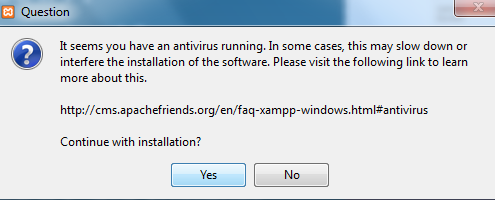 Question
It seems you have an antivirus running. In some cases, this may slow down or
interfere the installation of the software. Please visit the following link to learn
more about this.
http://cms.apachefriends.org/en/faq-xampp-windows.html#antivirus
Continue with installation?
Yes
No